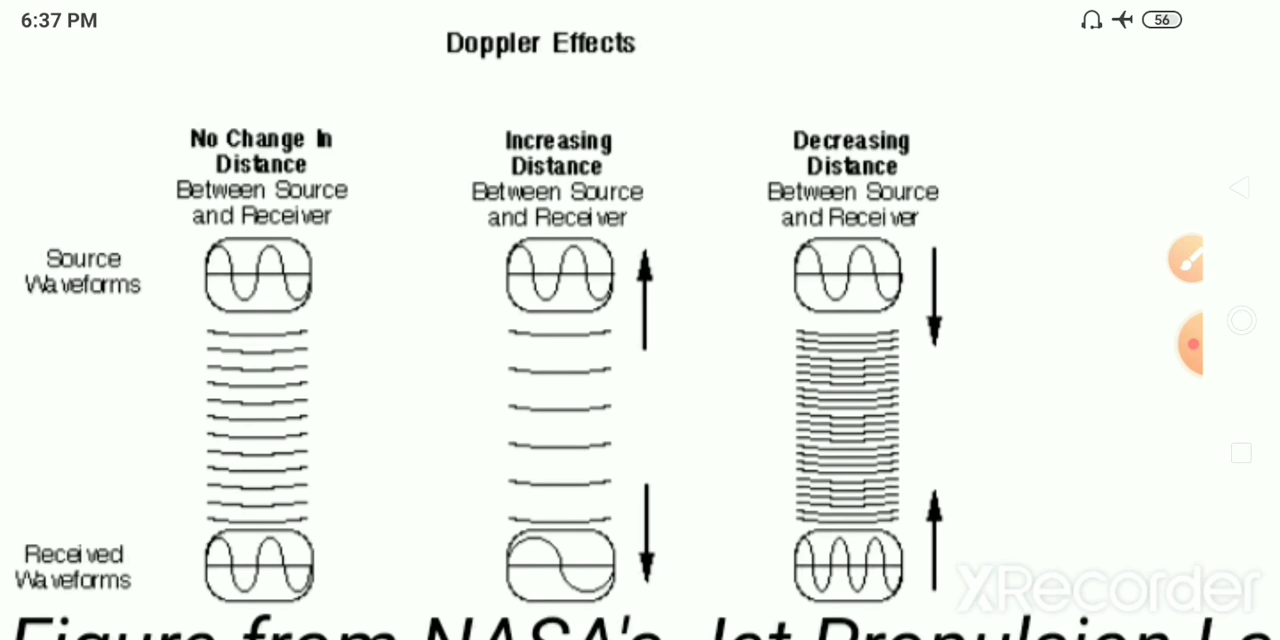 6:37 PM
56
Doppler Effects
No Change In
Distance
Between Source
and Receiver
Increasing
Distance
Between Source
and Receiver
Decreasing
Distance
Between Source
and Receiver
Source
Waveforms
Received
Waveforms
XRecorder
Figure from NASA's Jet Propulsion La